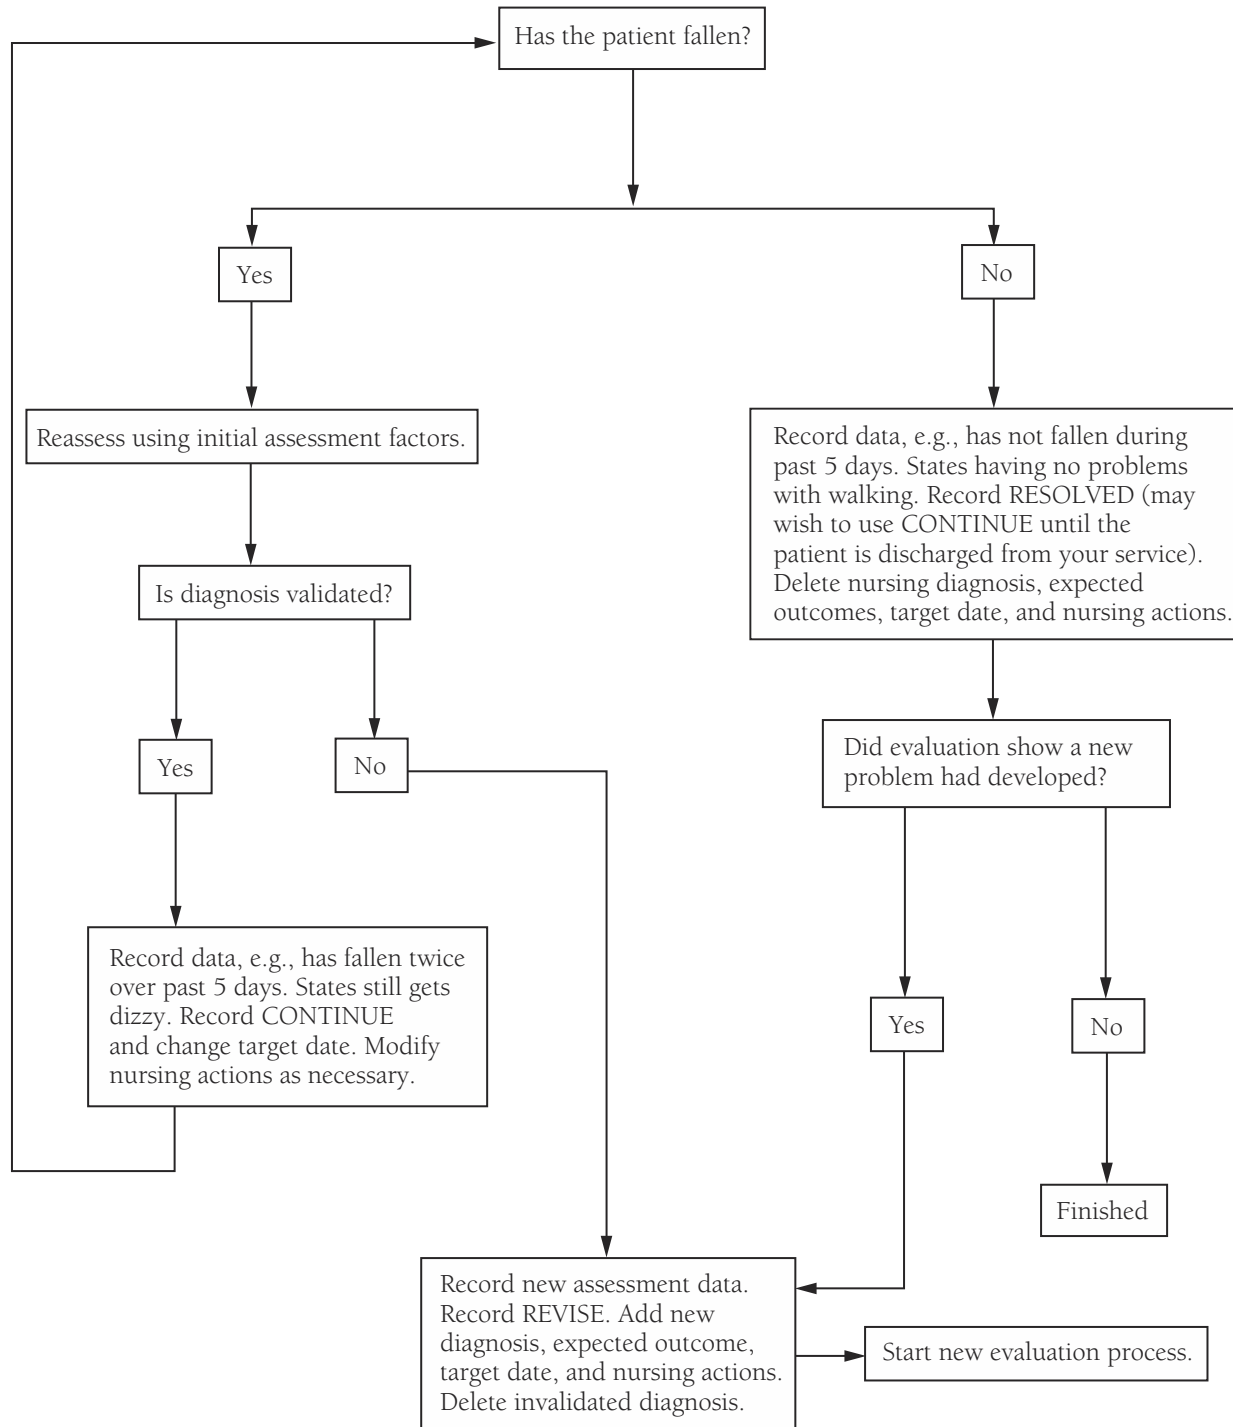 Has the patient fallen?
Yes
No
Reassess using initial assessment factors.
Record data, e.g., has not fallen during
past 5 days. States having no problems
with walking. Record RESOLVED (may
wish to use CONTINUE until the
patient is discharged from your service).
Delete nursing diagnosis, expected
outcomes, target date, and nursing actions.
Is diagnosis validated?
Yes
No
Did evaluation show a new
problem had developed?
Record data, e.g., has fallen twice
over past 5 days. States still gets
dizzy. Record CONTINUE
and change target date. Modify
nursing actions as necessary.
Yes
No
Finished
Record new assessment data.
Record REVISE. Add new
diagnosis, expected outcome,
target date, and nursing actions.
Delete invalidated diagnosis.
Start new evaluation process.